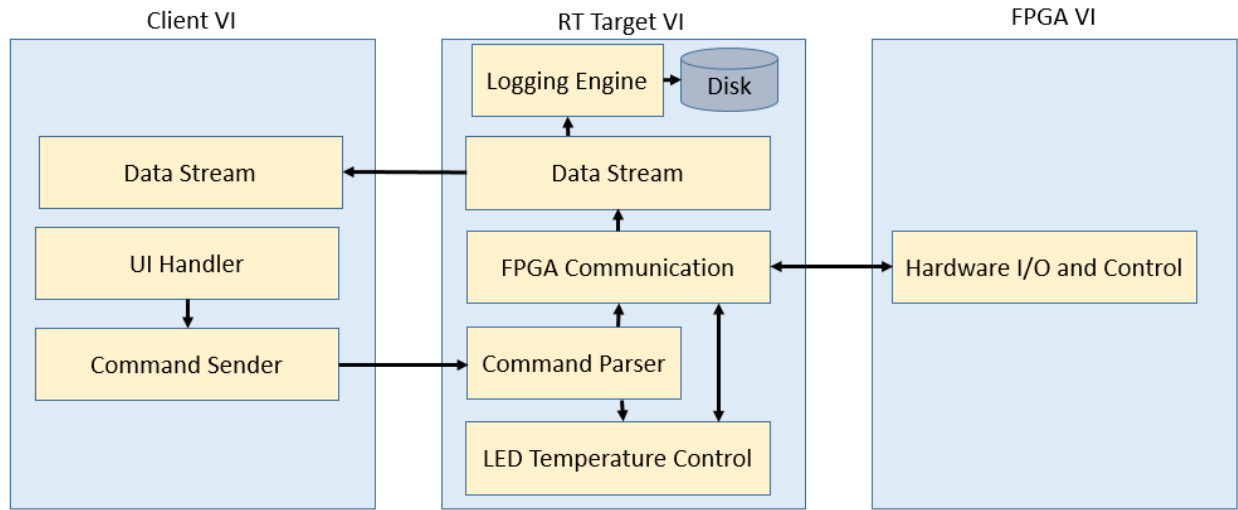 Client VI
Data Stream
UI Handler
Command Sender
RT Target VI
Logging Engine
Disk
Data Stream
FPGA Communication
Command Parser
LED Temperature Control
FPGA VI
Hardware I/O and Control